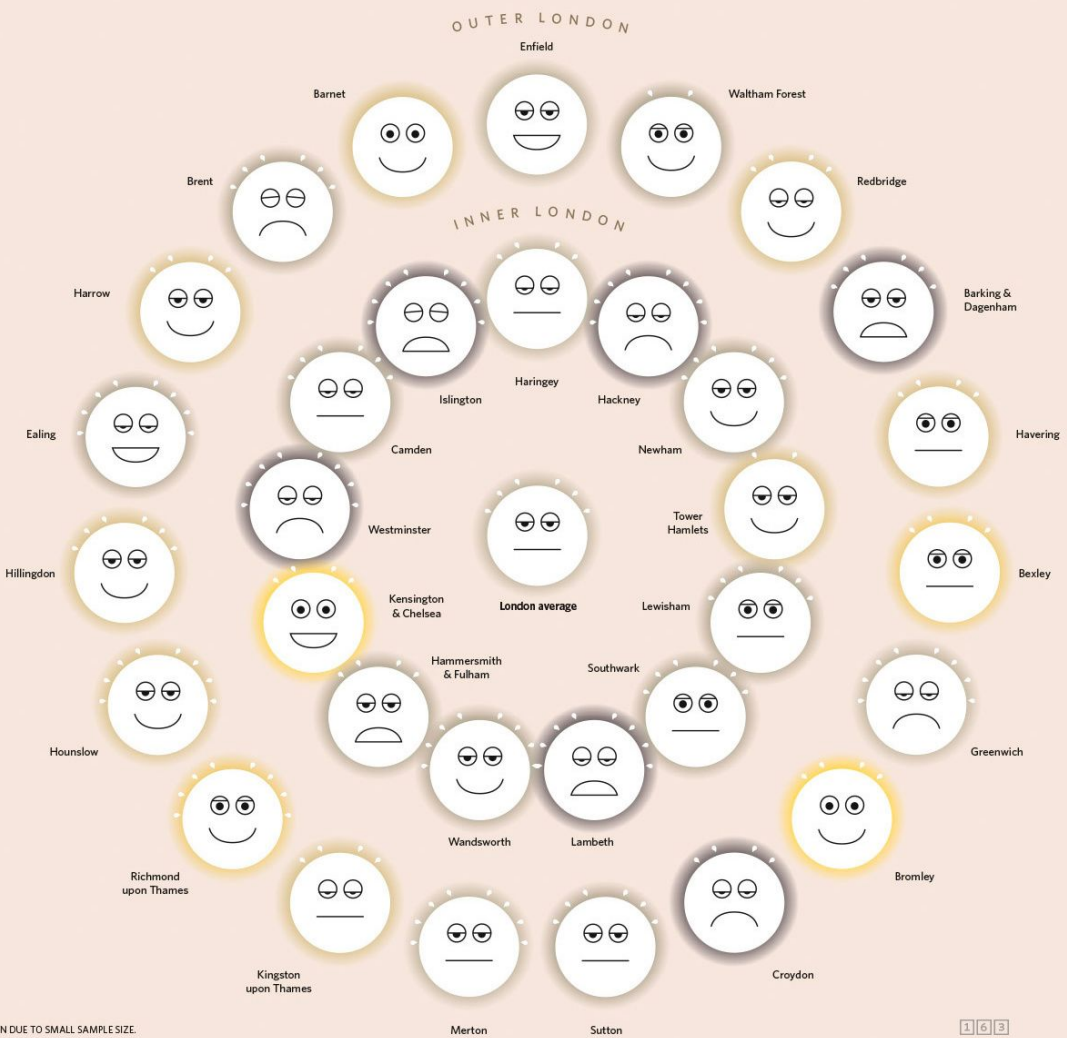 OUTER LONDON
Enfield
Barnet
Waltham Forest
Brent
Redbridge
INNER LONDON
Harrow
Barking &
Dagenham
Haringey
Islington
Hackney
Ealing
Havering
Camden
Newham
Westminster
Tower
Hamlets
Hillingdon
Bexley
Kensington
& Chelsea
London average
Lewisham
Hammersmith
& Fulham
Southwark
Hounslow
Greenwich
Wandsworth
Lambeth
Richmond
upon Thames
Bromley
Kingston
upon Thames
Croydon
Merton
Sutton
N DUE TO SMALL SAMPLE SIZE.
163